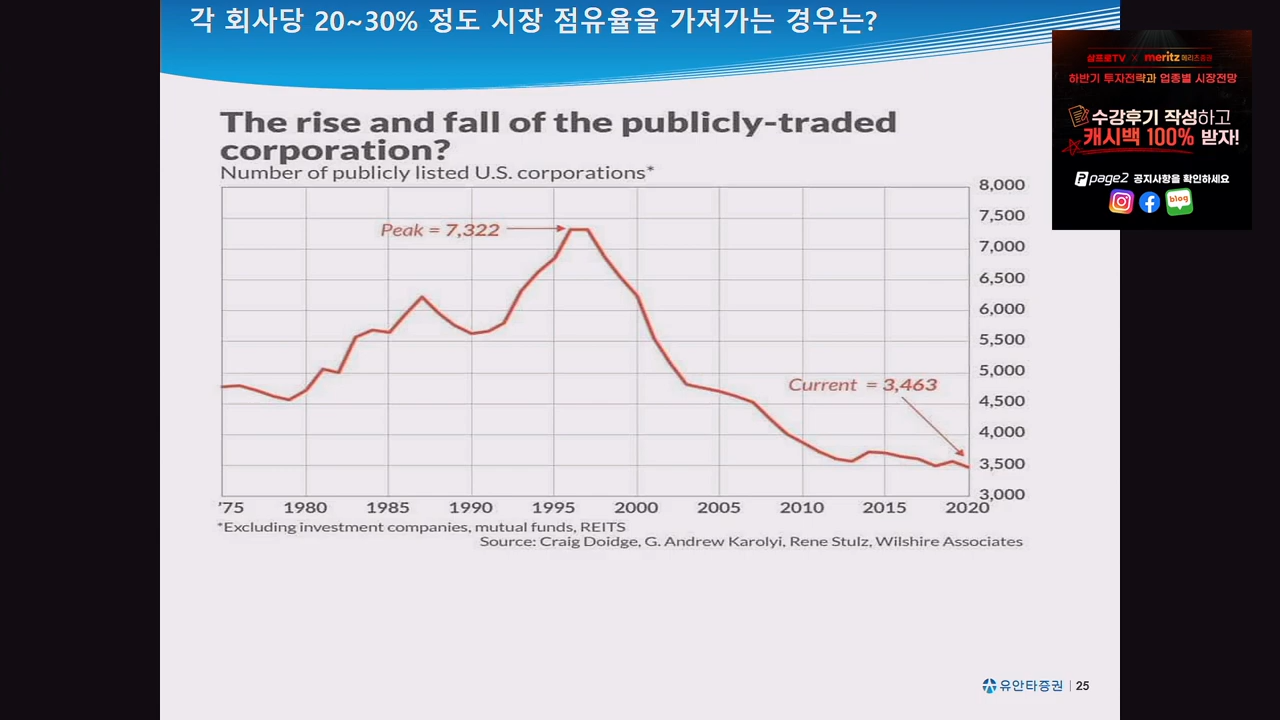 각 회사당 20~30% 정도 시장 점유율을 가져가는 경우는?
삼프로TV X meritz 메리츠증권
하반기 투자전략과 업종별 시장전망
수강후기 작성하고
캐시백 100% 받자!
page2 공지사항을 확인하세요
blog
The rise and fall of the publicly-traded
corporation?
Number of publicly listed U.S. corporations*
8,000
7,500
Peak = 7,322
7,000
6,500
6,000
5,500
5,000
Current = 3,463
4,500
4,000
3,500
3,000
'75 1980 1985 1990 1995 2000 2005 2010 2015 2020
*Excluding investment companies, mutual funds, REITS
Source: Craig Doidge, G. Andrew Karolyi, Rene Stulz, Wilshire Associates
유안타증권 | 25